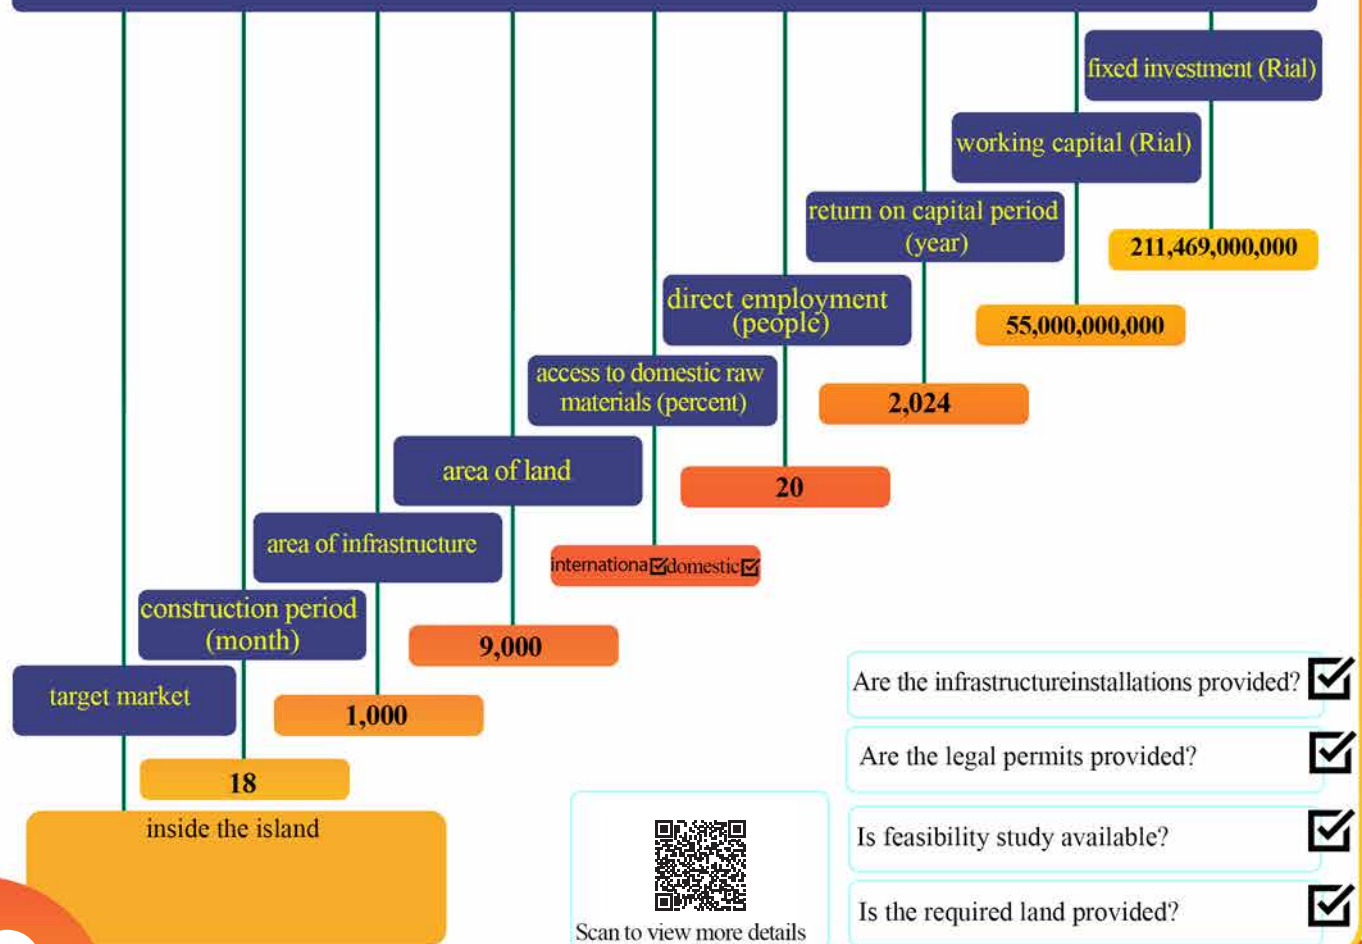 fixed investment (Rial)
211,469,000,000
working capital (Rial)
55,000,000,000
return on capital period
(year)
2,024
direct employment
(people)
20
access to domestic raw
materials (percent)
internationa domestic
area of land
9,000
area of infrastructure
1,000
construction period
(month)
18
target market
inside the island
Are the infrastructureinstallations provided?
Are the legal permits provided?
Is feasibility study available?
Is the required land provided?
Scan to view more details